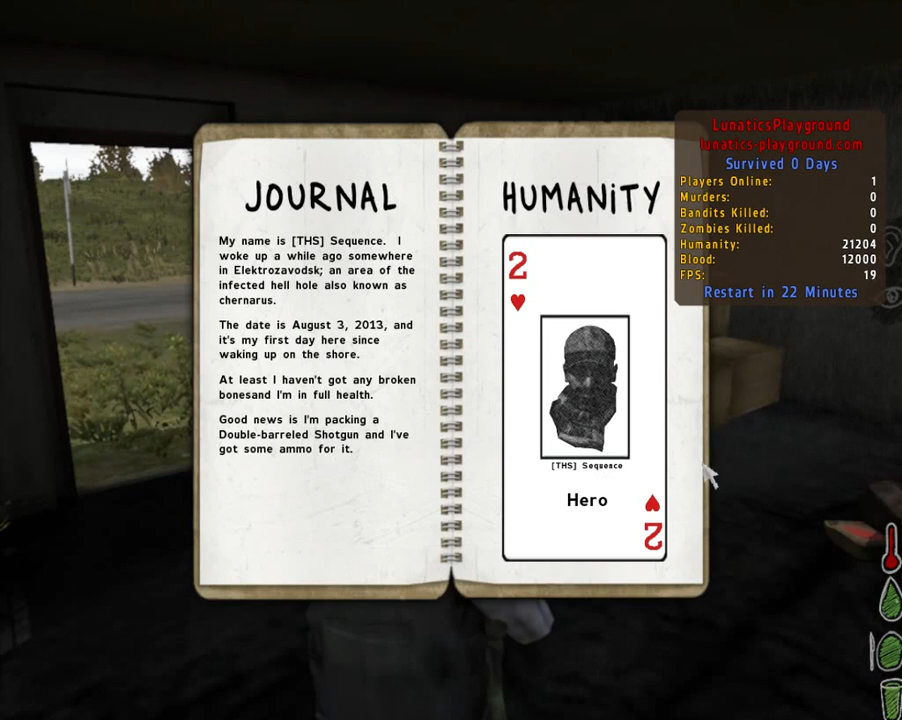 JOURNAL
My name is [THS] Sequence. I
woke up a while ago somewhere
in Elektrozavodsk; an area of the
infected hell hole also known as
chernarus.
The date is August 3, 2013, and
it's my first day here since
waking up on the shore.
At least I haven't got any broken
bonesand I'm in full health.
Good news is I'm packing a
Double-barreled Shotgun and I've
got some ammo for it.
HUMANITY
2
[THS] Sequence
Hero
2
LunaticsPlayground
lunatics-playground.com
Survived 0 Days
Players Online: 1
Murders: 0
Bandits Killed: 0
Zombies Killed: 0
Humanity: 21204
Blood: 12000
FPS: 19
Restart in 22 Minutes